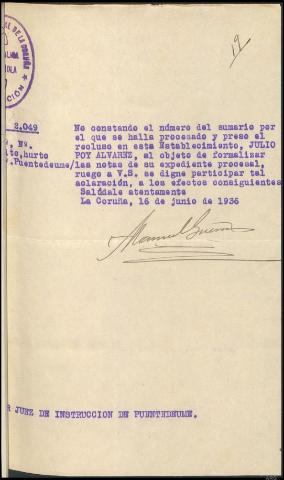 19
2.049
No constando el número del sumario por
el que se halla procesado y preso el
recluso en esta Establecimiento, JULIO
POY ALVAREZ, al objeto de formalizar
las notas de su expediente procesal,
ruego a V.S. se digne participar tal
aclaración, a los efectos consiguientes
Salúdale atentamente
La Coruña, 16 de junio de 1936
Nº.
hurto
Puentedeume/
Manuel
JUEZ DE INSTRUCCION DE PUENTEDEUME.